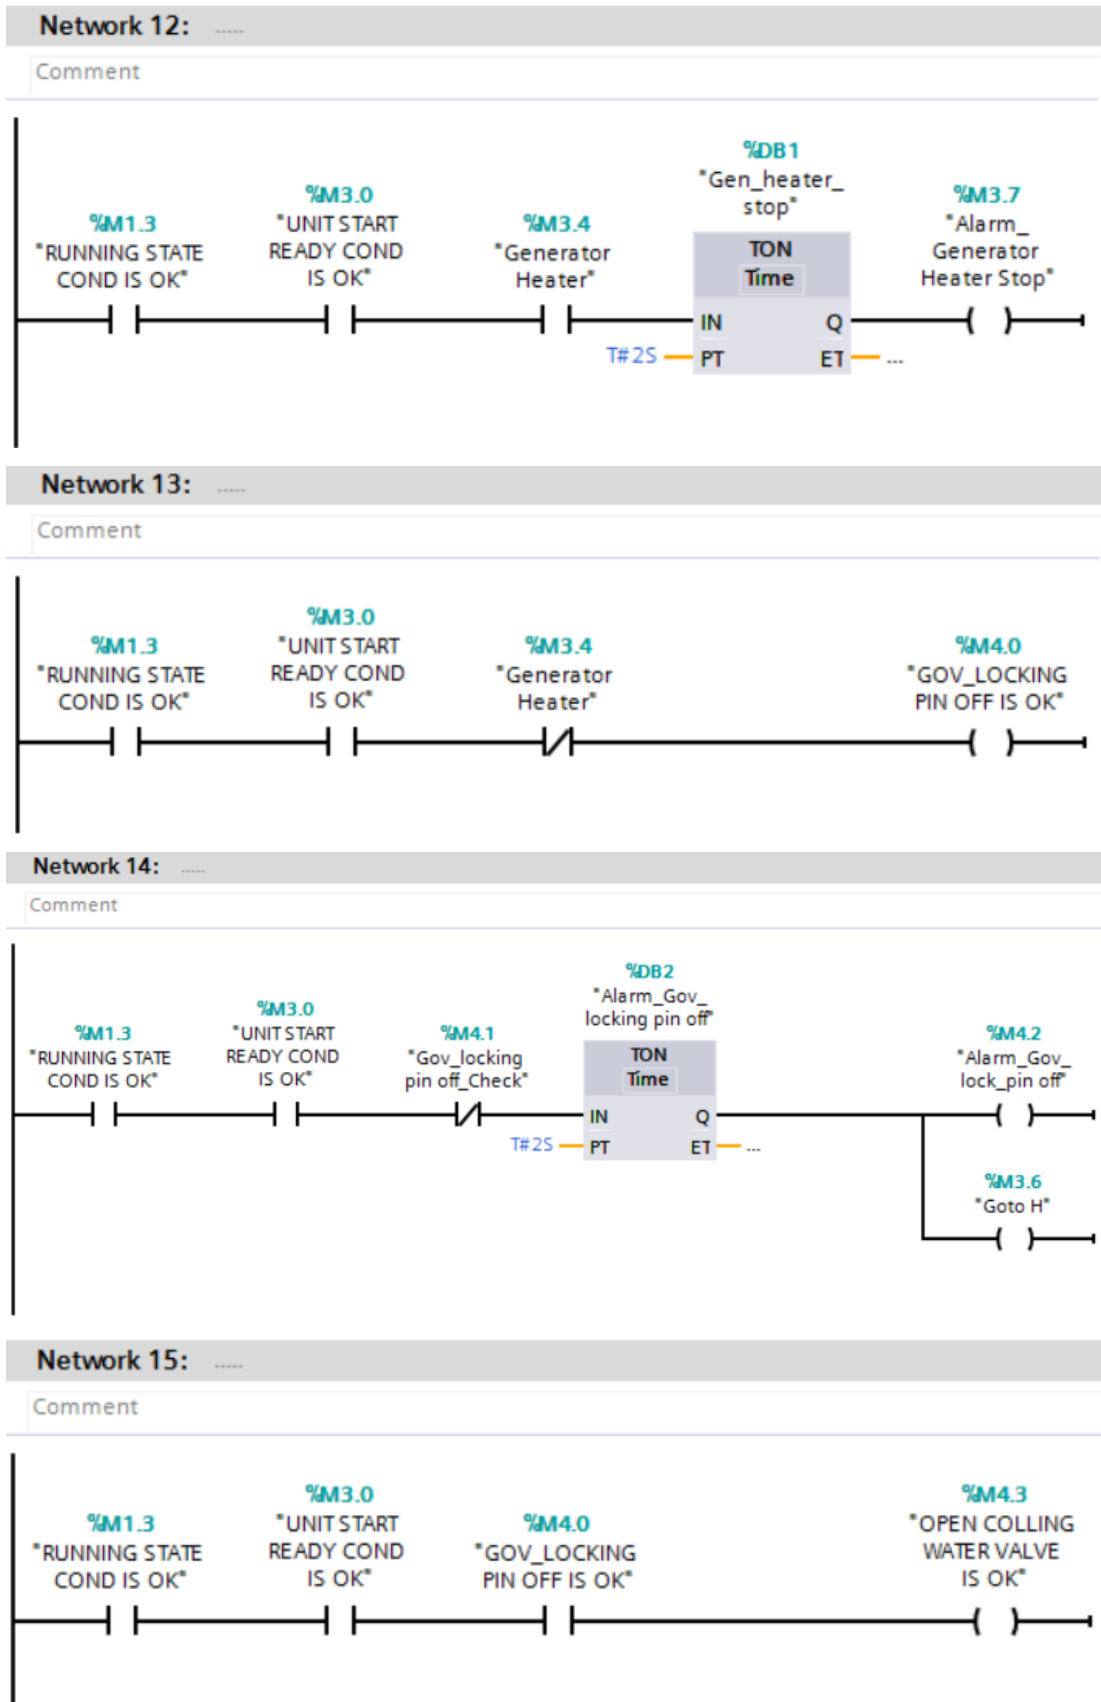 Network 12: .....
Comment
%DB1
"Gen_heater_
stop"
%M1.3
"RUNNING STATE
COND IS OK"
%M3.0
"UNIT START
READY COND
IS OK"
%M3.4
"Generator
Heater"
TON
Time
%M3.7
"Alarm_
Generator
Heater Stop"
IN Q
T#2S PT ET ...
Network 13: .....
Comment
%M1.3
"RUNNING STATE
COND IS OK"
%M3.0
"UNIT START
READY COND
IS OK"
%M3.4
"Generator
Heater"
%M4.0
"GOV_LOCKING
PIN OFF IS OK"
Network 14: .....
Comment
%M1.3
"RUNNING STATE
COND IS OK"
%M3.0
"UNIT START
READY COND
IS OK"
%M4.1
"Gov_locking
pin off_Check"
%DB2
"Alarm_Gov_
locking pin off"
TON
Time
IN Q
T#2S PT ET ...
%M4.2
"Alarm_Gov_
lock_pin off"
%M3.6
"Goto H"
Network 15: .....
Comment
%M1.3
"RUNNING STATE
COND IS OK"
%M3.0
"UNIT START
READY COND
IS OK"
%M4.0
"GOV_LOCKING
PIN OFF IS OK"
%M4.3
"OPEN COLLING
WATER VALVE
IS OK"